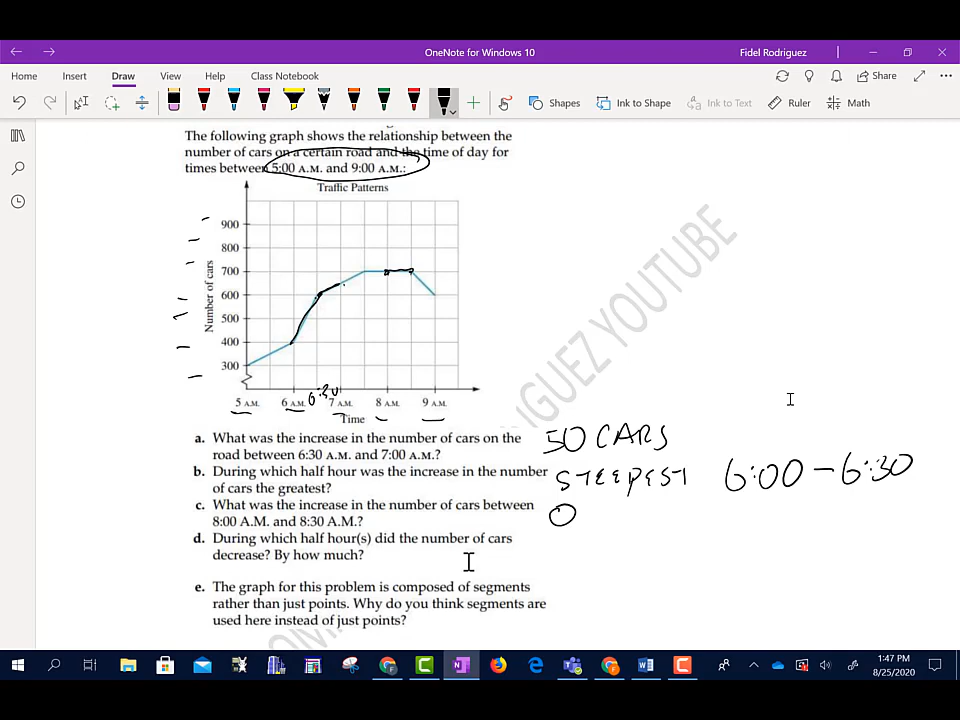 OneNote for Windows 10
Fidel Rodriguez
Home Insert Draw View Help Class Notebook Share
Shapes Ink to Shape Ink to Text Ruler Math
The following graph shows the relationship between the
number of cars on a certain road and the time of day for
times between 5:00 A.M. and 9:00 A.M.:
Traffic Patterns
900
800
700
600
500
400
300
Number of cars
6:30
5 A.M. 6 A.M. 7 A.M. 8 A.M. 9 A.M.
Time
a. What was the increase in the number of cars on the
road between 6:30 A.M. and 7:00 A.M.?
50 CARS
b. During which half hour was the increase in the number
of cars the greatest?
STEEPEST 6:00 - 6:30
c. What was the increase in the number of cars between
8:00 A.M. and 8:30 A.M.?
0
d. During which half hour(s) did the number of cars
decrease? By how much?
e. The graph for this problem is composed of segments
rather than just points. Why do you think segments are
used here instead of just points?
YOUTUBE
1:47 PM
8/25/2020